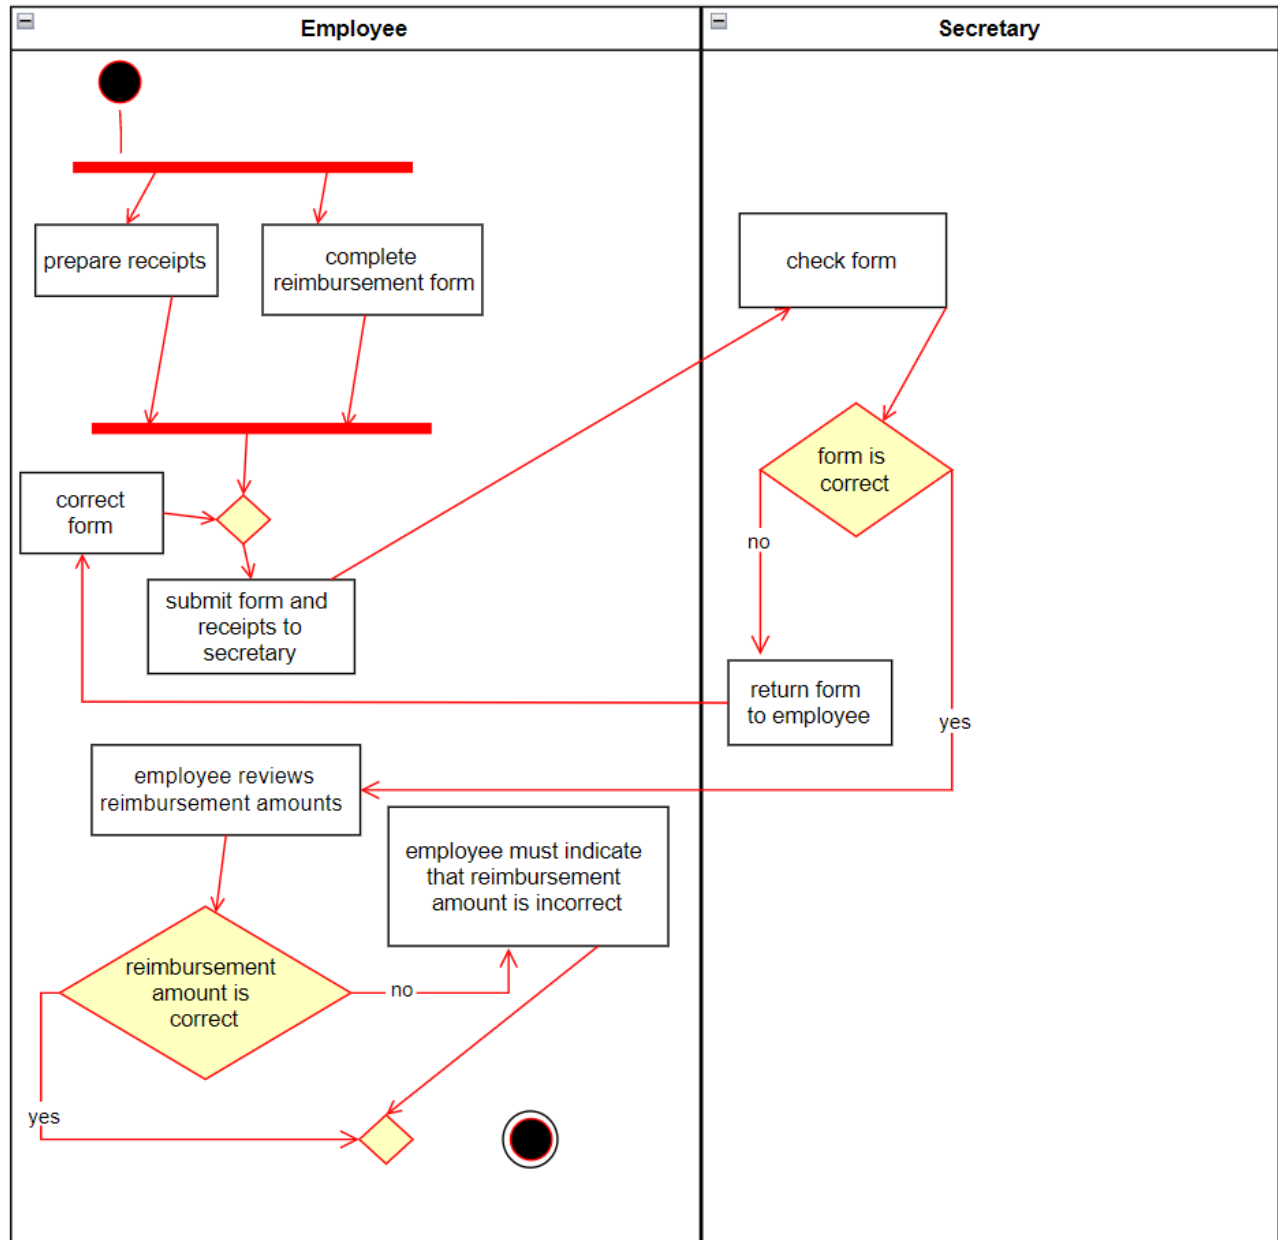 Employee
Secretary
prepare receipts
complete
reimbursement form
check form
form is
correct
no
yes
correct
form
submit form and
receipts to
secretary
return form
to employee
employee reviews
reimbursement amounts
employee must indicate
that reimbursement
amount is incorrect
reimbursement
amount is
correct
no
yes